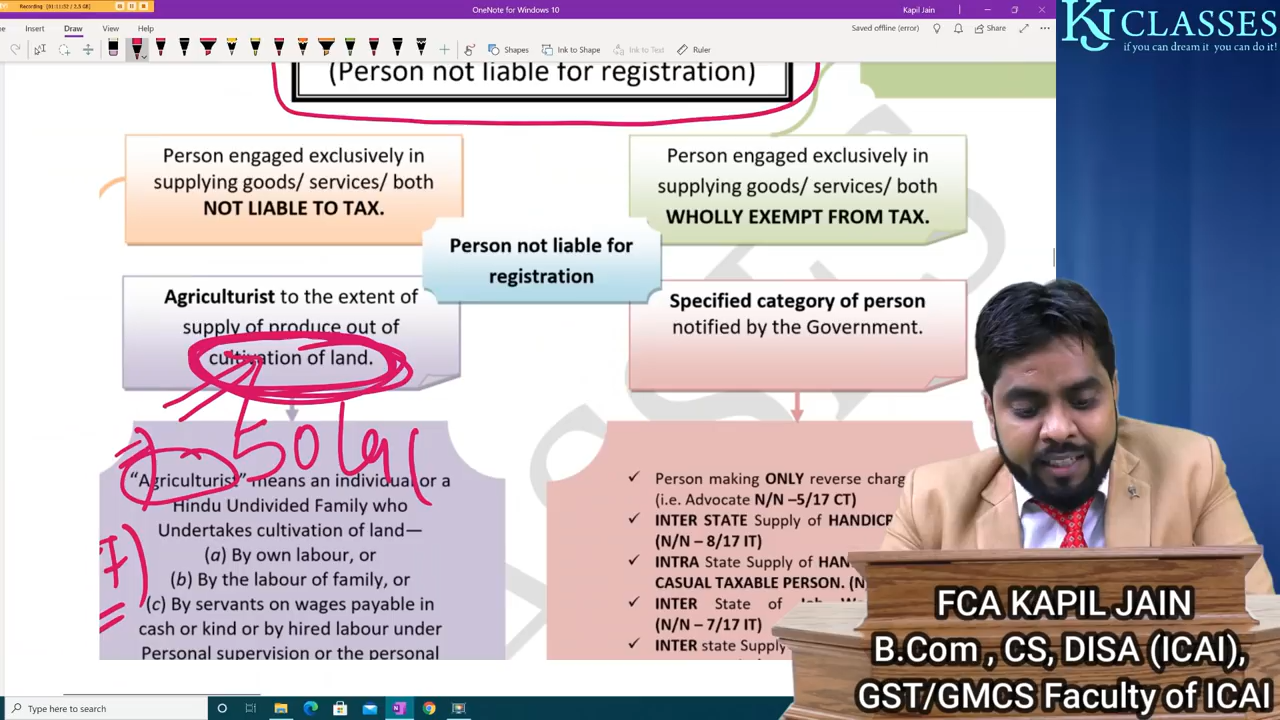 Recording
OneNote for Windows 10
Kapil Jain
Insert Draw View Help
Saved offline (error)
Share
Shapes
Ink to Shape
Ink to Text
Ruler
KJ CLASSES
if you can dream it you can do it!
(Person not liable for registration)
Person engaged exclusively in
supplying goods/ services/ both
NOT LIABLE TO TAX.
Person engaged exclusively in
supplying goods/ services/ both
WHOLLY EXEMPT FROM TAX.
Person not liable for
registration
Agriculturist to the extent of
supply of produce out of
cultivation of land.
Specified category of person
notified by the Government.
50 lac
"Agriculturist" means an individual or a
Hindu Undivided Family who
Undertakes cultivation of land—
(a) By own labour, or
(b) By the labour of family, or
(c) By servants on wages payable in
cash or kind or by hired labour under
Personal supervision or the personal
✓ Person making ONLY reverse charg
(i.e. Advocate N/N –5/17 CT)
✓ INTER STATE Supply of HANDICR
(N/N – 8/17 IT)
✓ INTRA State Supply of HAN
CASUAL TAXABLE PERSON. (N
✓ INTER State of Job
(N/N – 7/17 IT)
✓ INTER state Supply
FCA KAPIL JAIN
B.Com , CS, DISA (ICAI),
GST/GMCS Faculty of ICAI
Type here to search